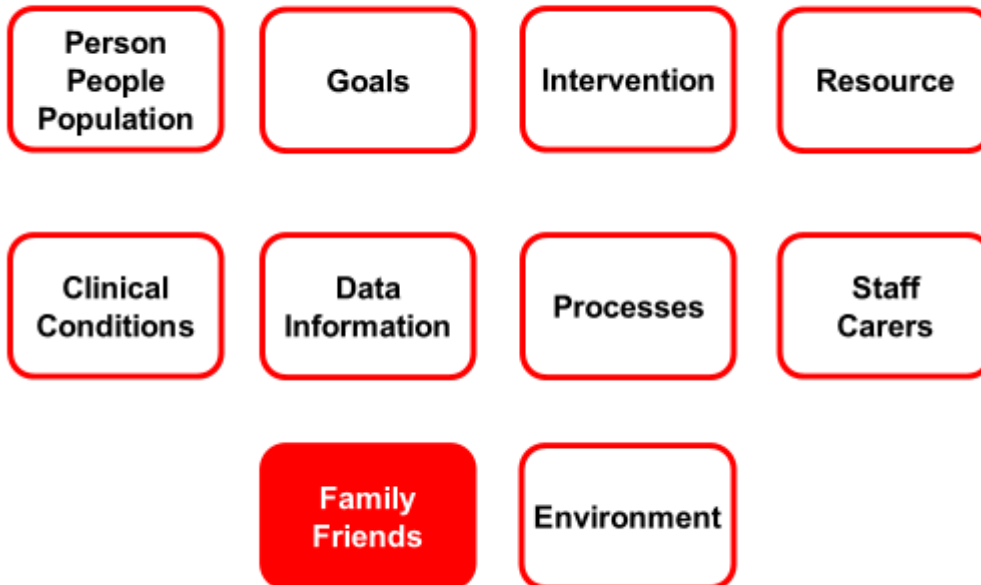 Person
People
Population
Goals
Intervention
Resource
Clinical
Conditions
Data
Information
Processes
Staff
Carers
Family
Friends
Environment